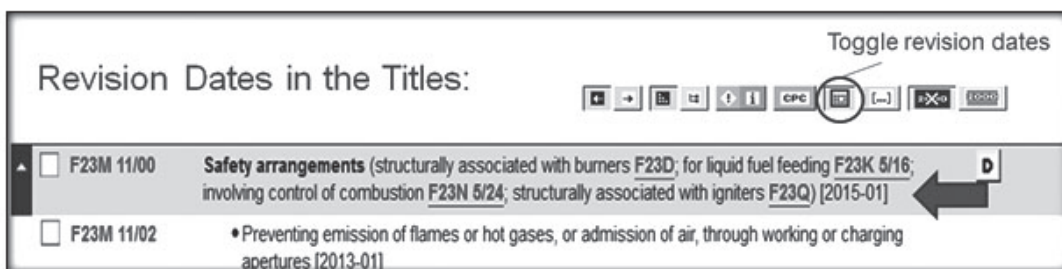 Toggle revision dates
Revision Dates in the Titles:
CPC [...] 2000
F23M 11/00 Safety arrangements (structurally associated with burners F23D; for liquid fuel feeding F23K 5/16; D
involving control of combustion F23N 5/24; structurally associated with igniters F23Q) [2015-01]
F23M 11/02 •Preventing emission of flames or hot gases, or admission of air, through working or charging
apertures [2013-01]